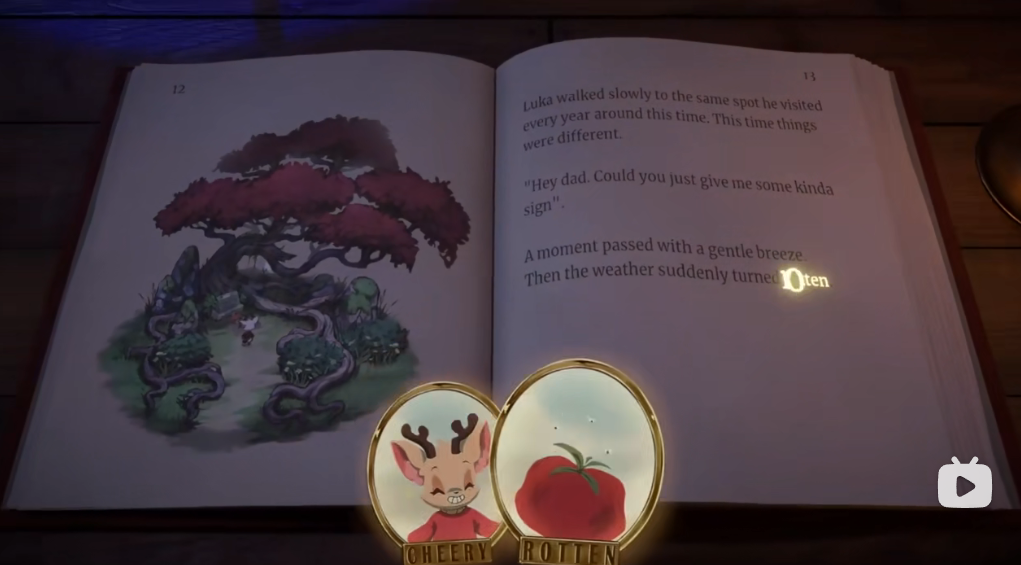 12
13
Luka walked slowly to the same spot he visited
every year around this time. This time things
were different.
"Hey dad. Could you just give me some kinda
sign".
A moment passed with a gentle breeze.
Then the weather suddenly turned
CHEERY
ROTTEN